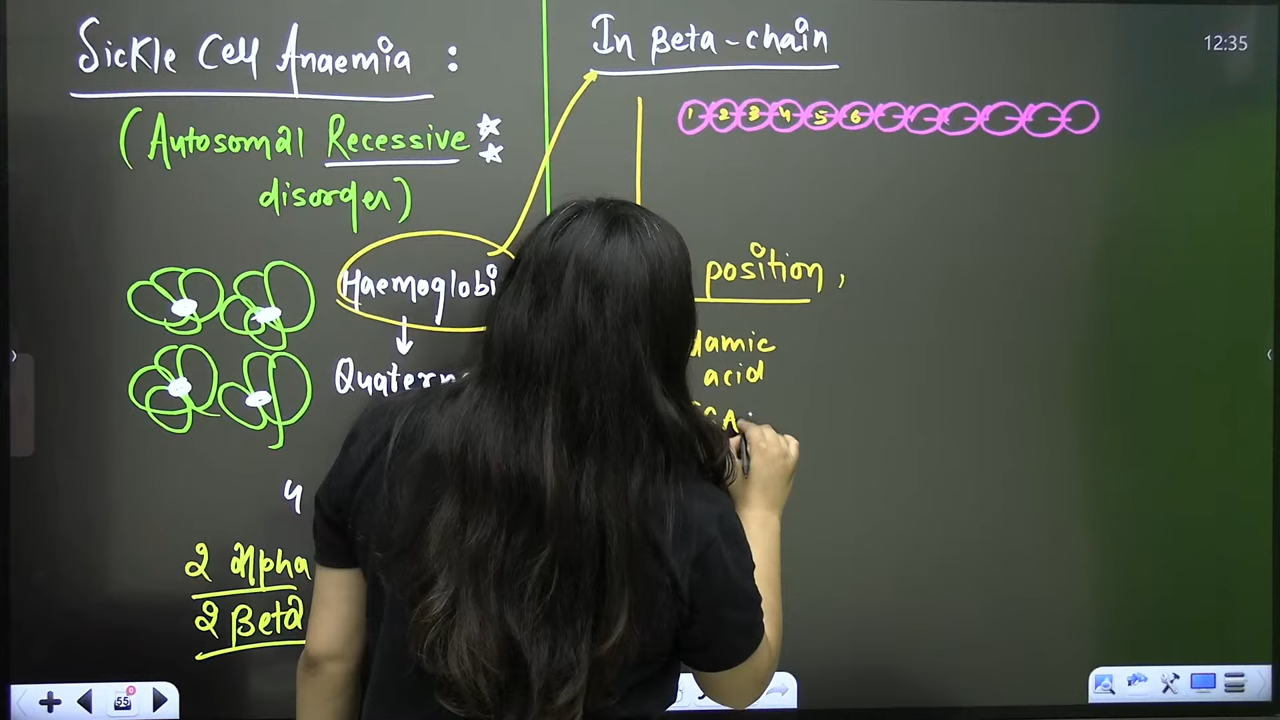 Sickle Cell Anaemia :
(Autosomal Recessive
disorder)
Haemoglobi
Quatern
4
2 alpha
2 Beta
In Beta-chain
1 2 3 4 5 6
position,
acid
12:35
55
0